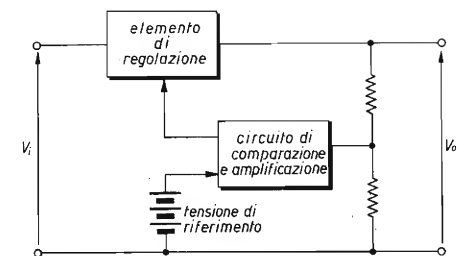 elemento
di
regolazione
Vi
circuito di
comparazione
e amplificazione
Vo
tensione di
riferimento